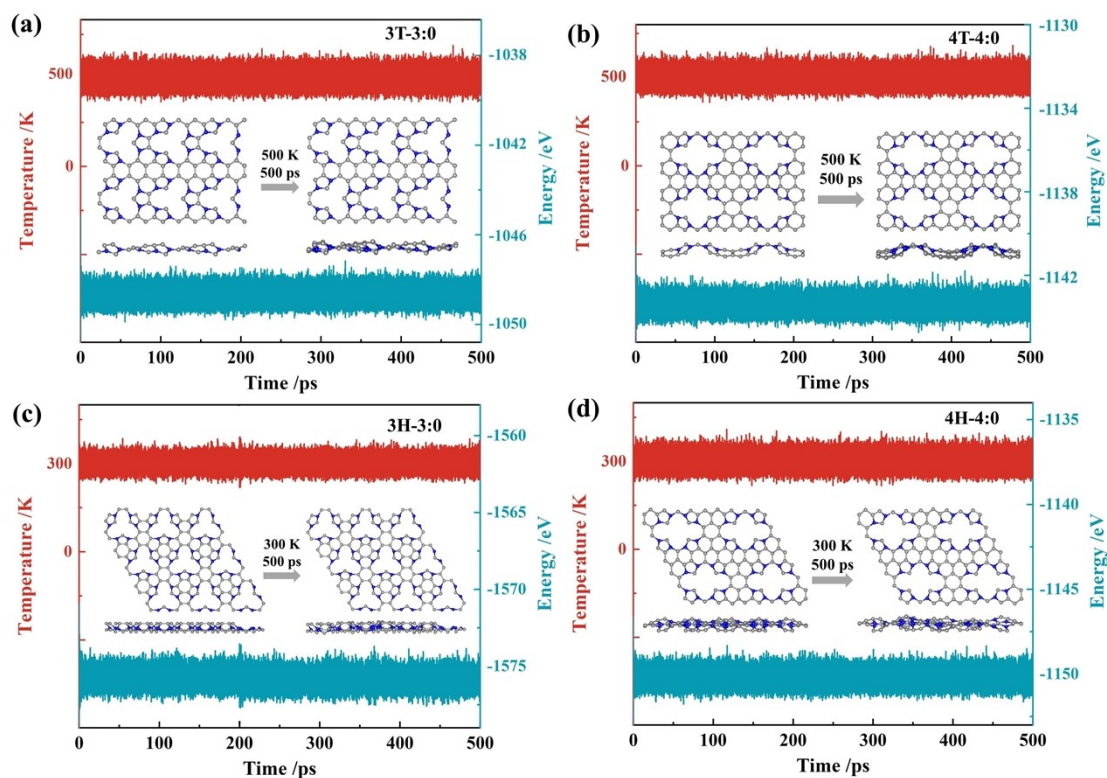 (a)
3T-3:0
500
0
Temperature /K
-1038
-1042
-1046
-1050
Energy /eV
500 K
500 ps
0 100 200 300 400 500
Time /ps
(b)
4T-4:0
500
0
Temperature /K
-1130
-1134
-1138
-1142
Energy /eV
500 K
500 ps
0 100 200 300 400 500
Time /ps
(c)
3H-3:0
300
0
Temperature /K
-1560
-1565
-1570
-1575
Energy /eV
300 K
500 ps
0 100 200 300 400 500
Time /ps
(d)
4H-4:0
300
0
Temperature /K
-1135
-1140
-1145
-1150
Energy /eV
300 K
500 ps
0 100 200 300 400 500
Time /ps